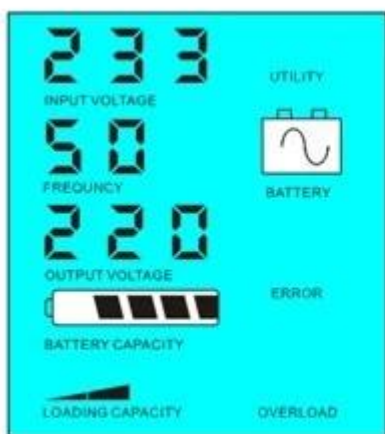 233
UTILITY
INPUT VOLTAGE
50
FREQUNCY
BATTERY
220
OUTPUT VOLTAGE
ERROR
BATTERY CAPACITY
LOADING CAPACITY
OVERLOAD